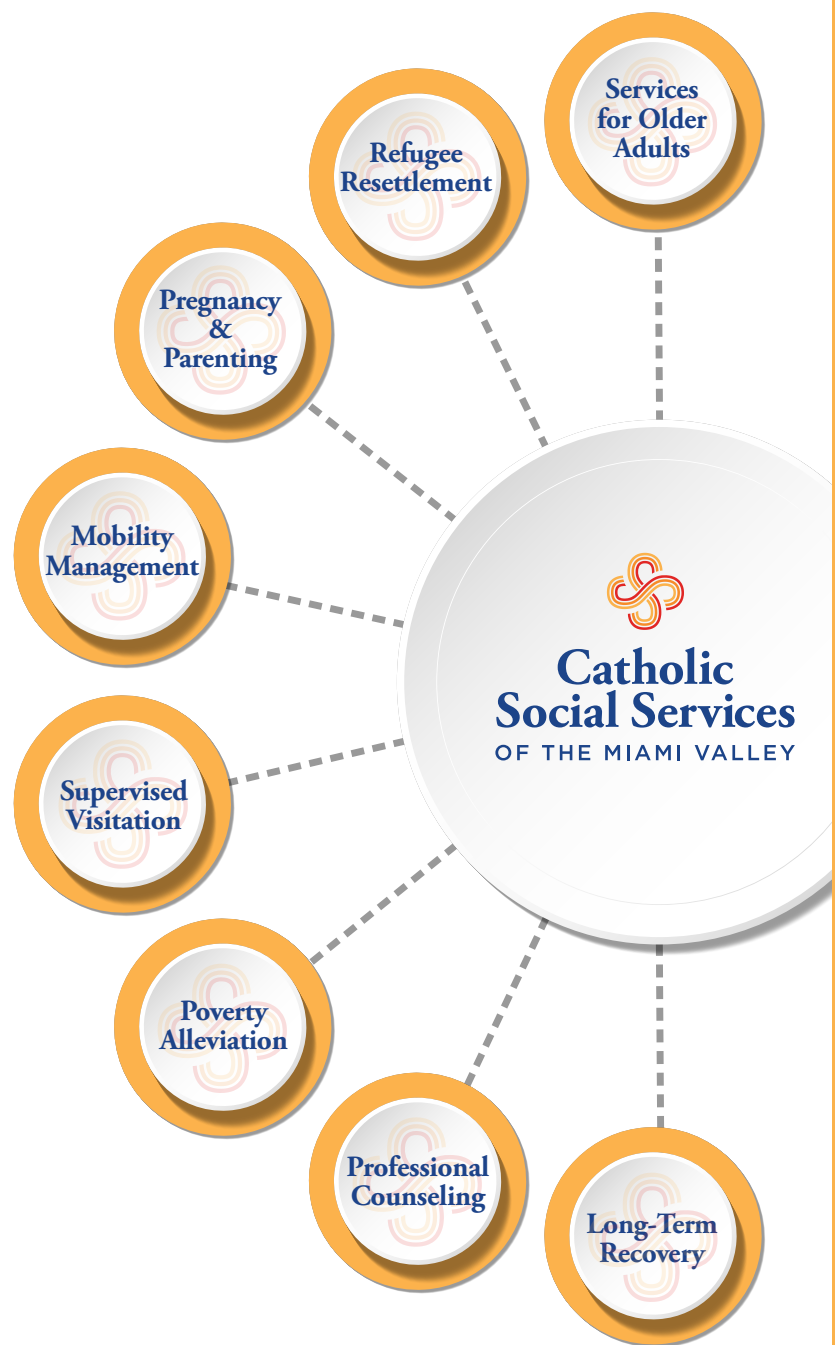 Services
for Older
Adults
Refugee
Resettlement
Pregnancy
&
Parenting
Mobility
Management
Catholic
Social Services
OF THE MIAMI VALLEY
Supervised
Visitation
Poverty
Alleviation
Professional
Counseling
Long-Term
Recovery